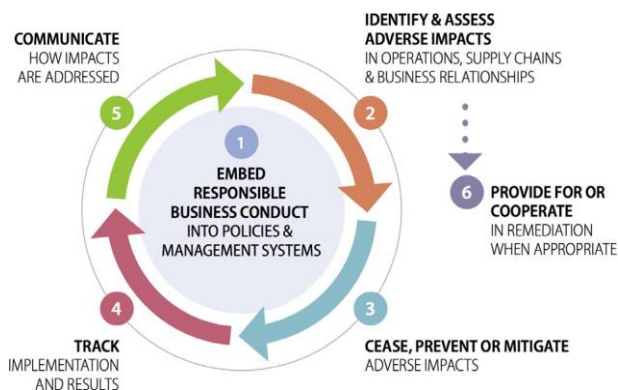 1
EMBED
RESPONSIBLE
BUSINESS CONDUCT
INTO POLICIES &
MANAGEMENT SYSTEMS
2
IDENTIFY & ASSESS
ADVERSE IMPACTS
IN OPERATIONS, SUPPLY CHAINS
& BUSINESS RELATIONSHIPS
3
CEASE, PREVENT OR MITIGATE
ADVERSE IMPACTS
4
TRACK
IMPLEMENTATION
AND RESULTS
5
COMMUNICATE
HOW IMPACTS
ARE ADDRESSED
6
PROVIDE FOR OR
COOPERATE
IN REMEDIATION
WHEN APPROPRIATE